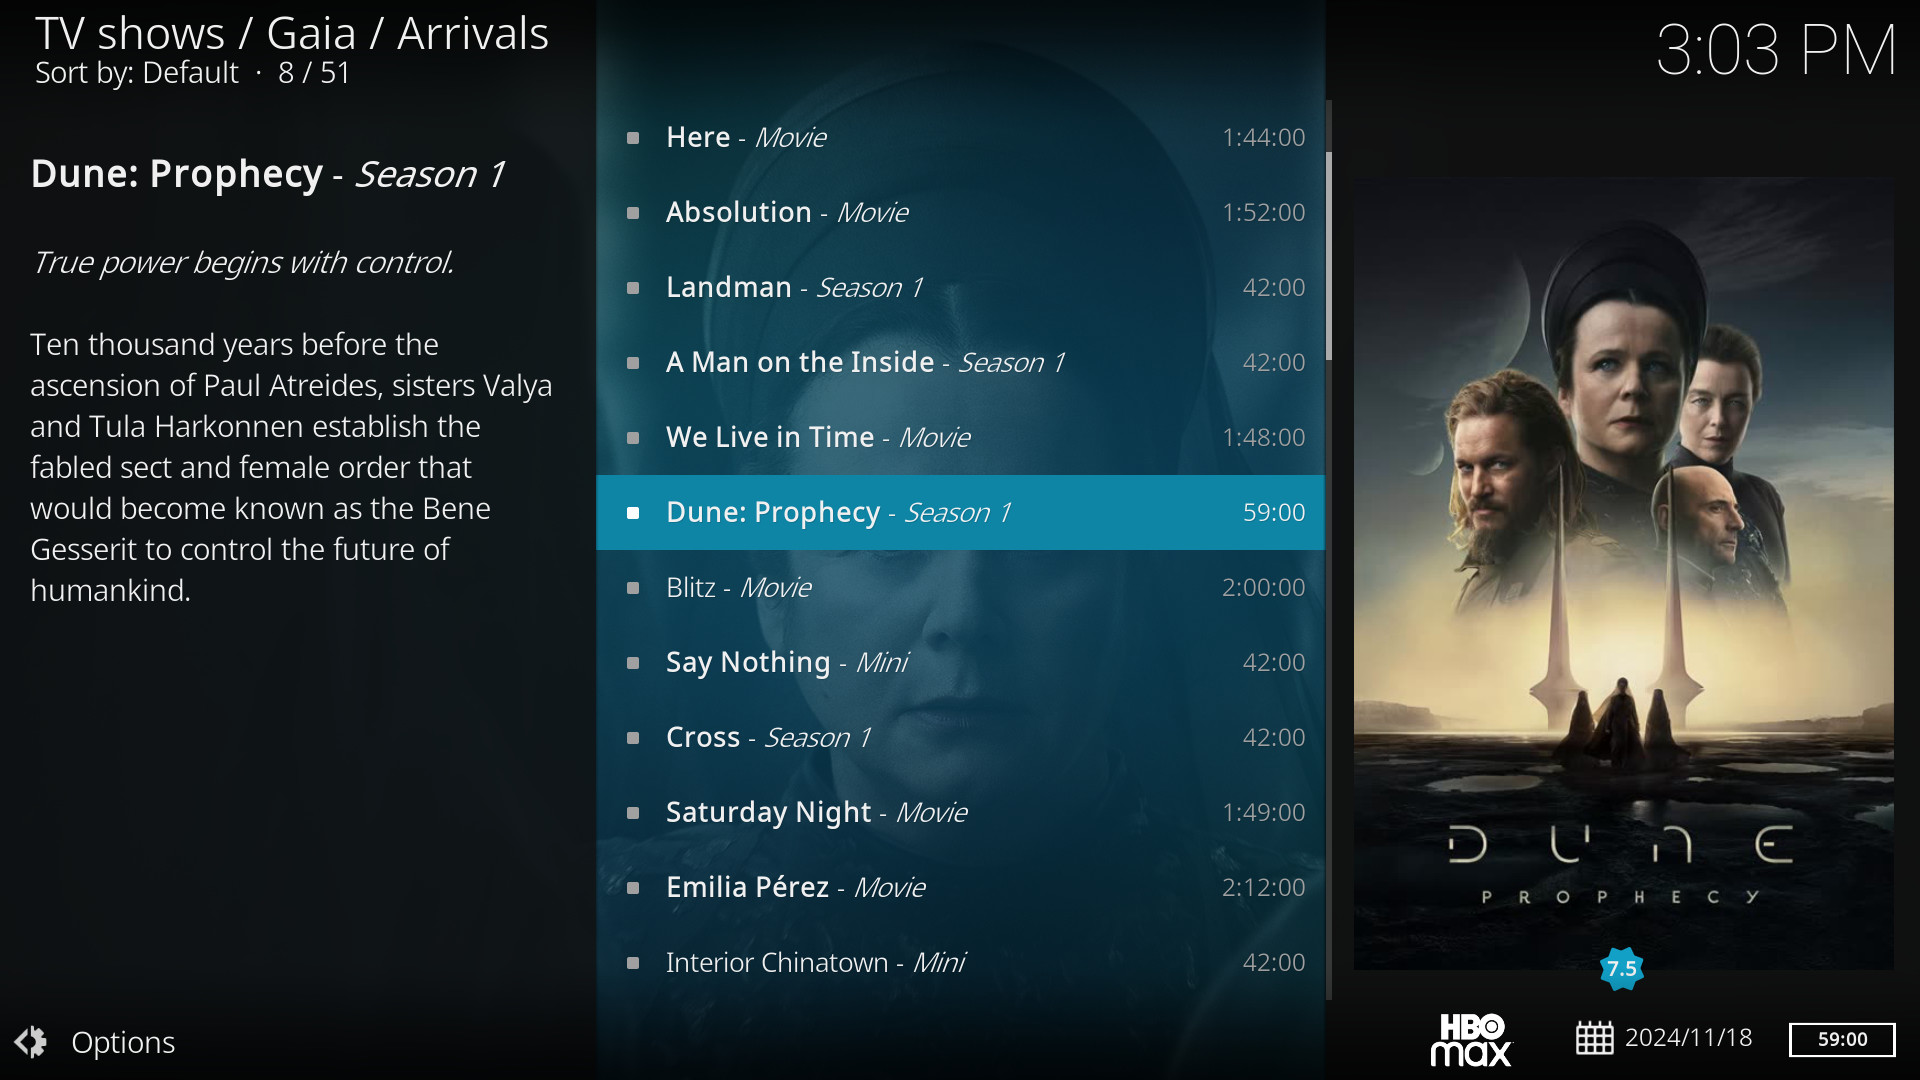 TV shows / Gaia / Arrivals
Sort by: Default · 8 / 51
3:03 PM
Dune: Prophecy - Season 1
True power begins with control.
Ten thousand years before the
ascension of Paul Atreides, sisters Valya
and Tula Harkonnen establish the
fabled sect and female order that
would become known as the Bene
Gesserit to control the future of
humankind.
Here - Movie 1:44:00
Absolution - Movie 1:52:00
Landman - Season 1 42:00
A Man on the Inside - Season 1 42:00
We Live in Time - Movie 1:48:00
Dune: Prophecy - Season 1 59:00
Blitz - Movie 2:00:00
Say Nothing - Mini 42:00
Cross - Season 1 42:00
Saturday Night - Movie 1:49:00
Emilia Pérez - Movie 2:12:00
Interior Chinatown - Mini 42:00
DUNE
PROPHECY
7.5
Options
HBO
max
2024/11/18
59:00